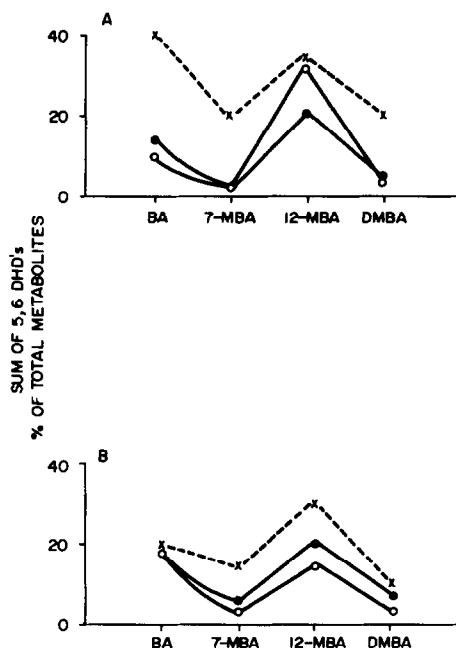 A
40
20
0
BA 7-MBA 12-MBA DMBA
SUM OF 5,6 DHD's
% OF TOTAL METABOLITES
B
40
20
0
BA 7-MBA 12-MBA DMBA